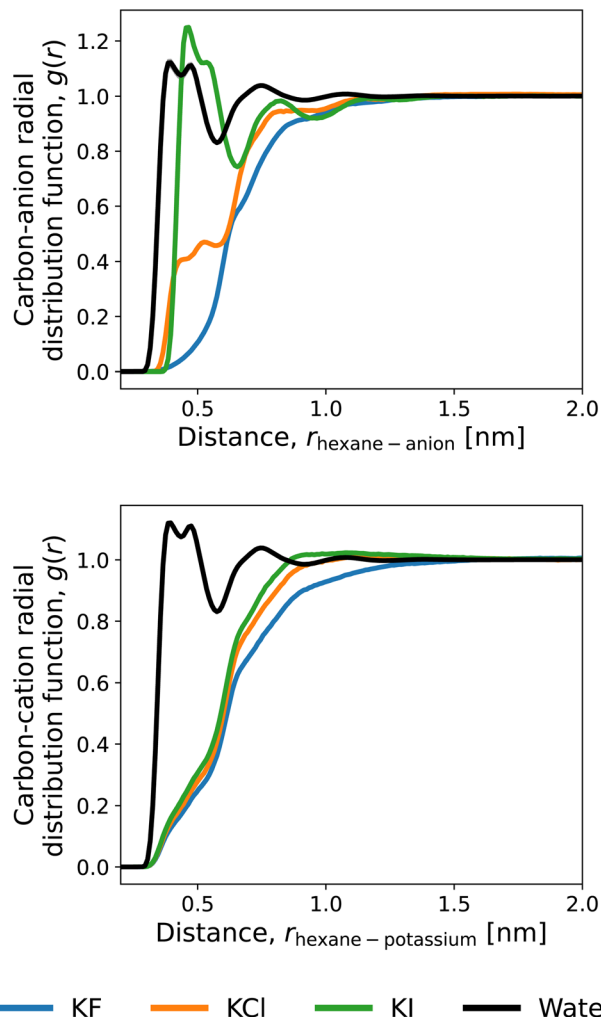 Carbon-anion radial
distribution function, g(r)
1.2
1.0
0.8
0.6
0.4
0.2
0.0
0.5 1.0 1.5 2.0
Distance, r_hexane−anion [nm]
Carbon-cation radial
distribution function, g(r)
1.0
0.8
0.6
0.4
0.2
0.0
0.5 1.0 1.5 2.0
Distance, r_hexane−potassium [nm]
KF KCl KI Wate